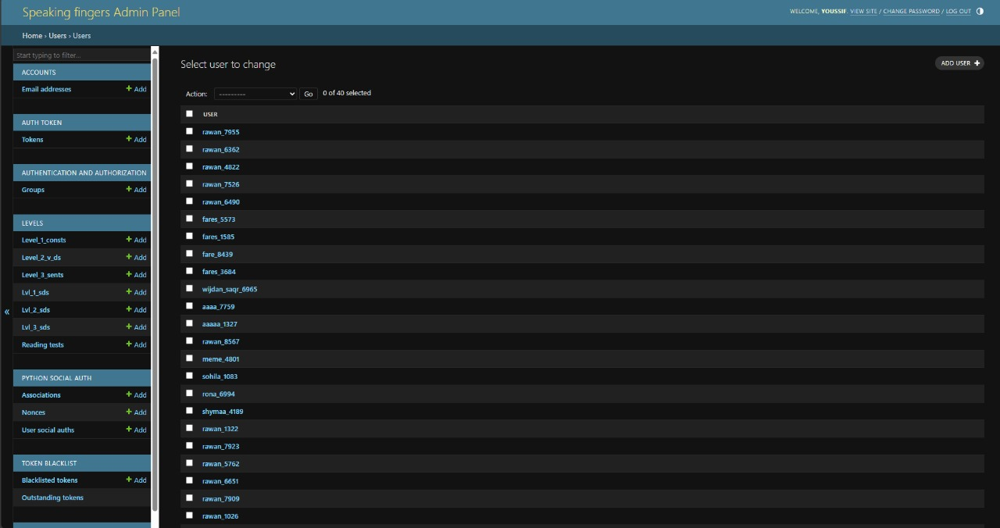 Speaking fingers Admin Panel
WELCOME, YOUSSIF. VIEW SITE / CHANGE PASSWORD / LOG OUT
Home › Users › Users
Start typing to filter...
ACCOUNTS
Email addresses + Add
AUTH TOKEN
Tokens + Add
AUTHENTICATION AND AUTHORIZATION
Groups + Add
LEVELS
Level_1_consts + Add
Level_2_v_ds + Add
Level_3_sents + Add
Lvl_1_sds + Add
Lvl_2_sds + Add
Lvl_3_sds + Add
Reading tests + Add
PYTHON SOCIAL AUTH
Associations + Add
Nonces + Add
User social auths + Add
TOKEN BLACKLIST
Blacklisted tokens + Add
Outstanding tokens
«
Select user to change
ADD USER +
Action: --------- Go 0 of 40 selected
USER
rawan_7955
rawan_6362
rawan_4822
rawan_7526
rawan_6490
fares_5573
fares_1585
fare_8439
fares_3684
wijdan_saqr_6965
aaaa_7759
aaaaa_1327
rawan_8567
meme_4801
sohila_1083
rona_6994
shymaa_4189
rawan_1322
rawan_7923
rawan_5762
rawan_6651
rawan_7909
rawan_1026